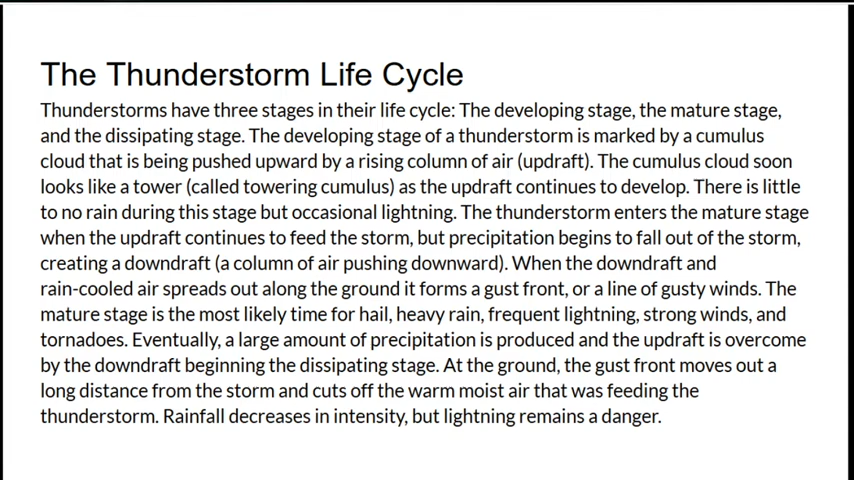 The Thunderstorm Life Cycle
Thunderstorms have three stages in their life cycle: The developing stage, the mature stage,
and the dissipating stage. The developing stage of a thunderstorm is marked by a cumulus
cloud that is being pushed upward by a rising column of air (updraft). The cumulus cloud soon
looks like a tower (called towering cumulus) as the updraft continues to develop. There is little
to no rain during this stage but occasional lightning. The thunderstorm enters the mature stage
when the updraft continues to feed the storm, but precipitation begins to fall out of the storm,
creating a downdraft (a column of air pushing downward). When the downdraft and
rain-cooled air spreads out along the ground it forms a gust front, or a line of gusty winds. The
mature stage is the most likely time for hail, heavy rain, frequent lightning, strong winds, and
tornadoes. Eventually, a large amount of precipitation is produced and the updraft is overcome
by the downdraft beginning the dissipating stage. At the ground, the gust front moves out a
long distance from the storm and cuts off the warm moist air that was feeding the
thunderstorm. Rainfall decreases in intensity, but lightning remains a danger.